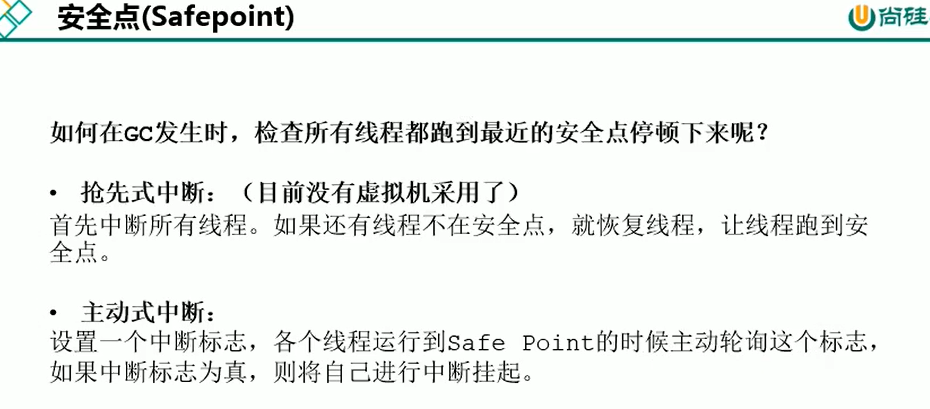 安全点(Safepoint)
尚硅
如何在GC发生时，检查所有线程都跑到最近的安全点停顿下来呢？
• 抢先式中断：（目前没有虚拟机采用了）
首先中断所有线程。如果还有线程不在安全点，就恢复线程，让线程跑到安
全点。
• 主动式中断：
设置一个中断标志，各个线程运行到Safe Point的时候主动轮询这个标志，
如果中断标志为真，则将自己进行中断挂起。